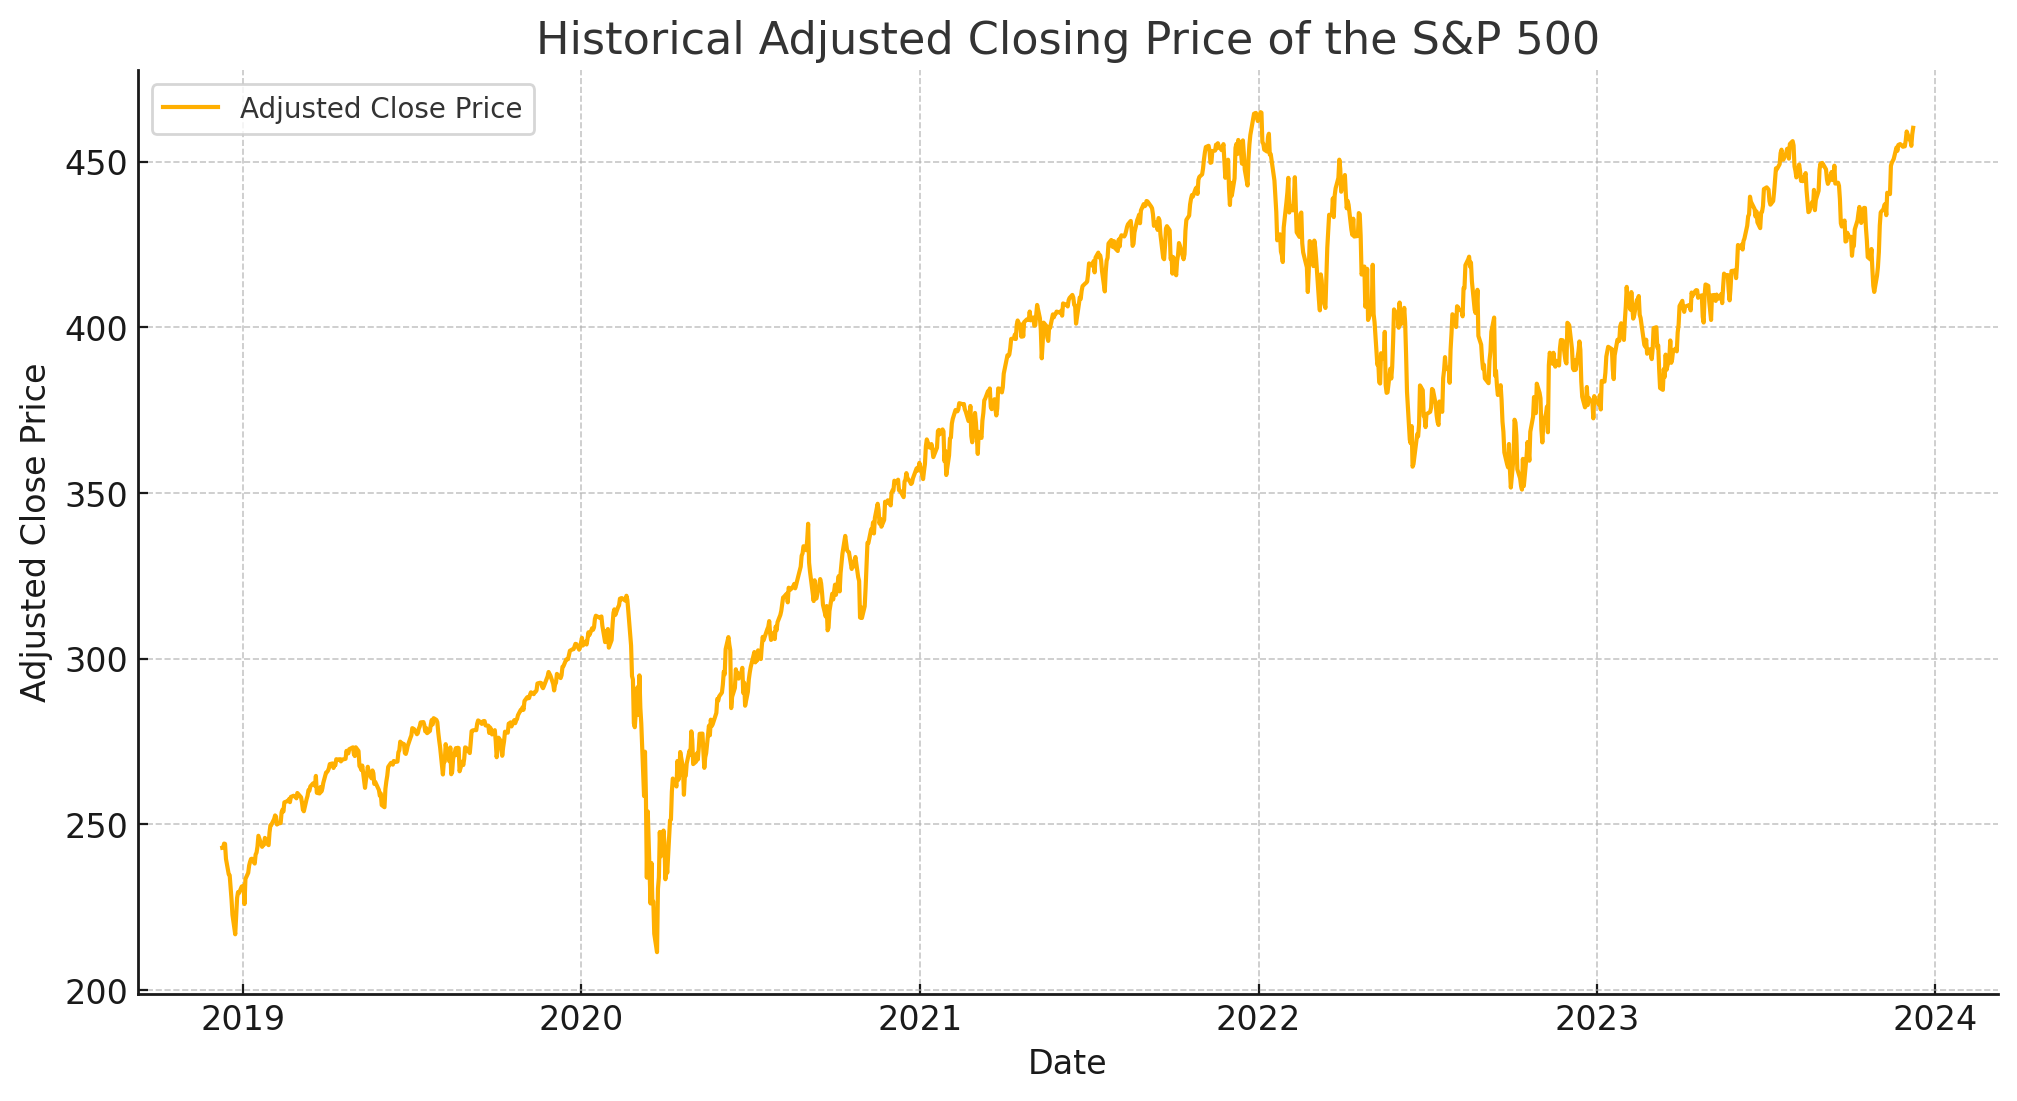 Historical Adjusted Closing Price of the S&P 500
Adjusted Close Price
450
400
350
300
250
200
Adjusted Close Price
2019 2020 2021 2022 2023 2024
Date